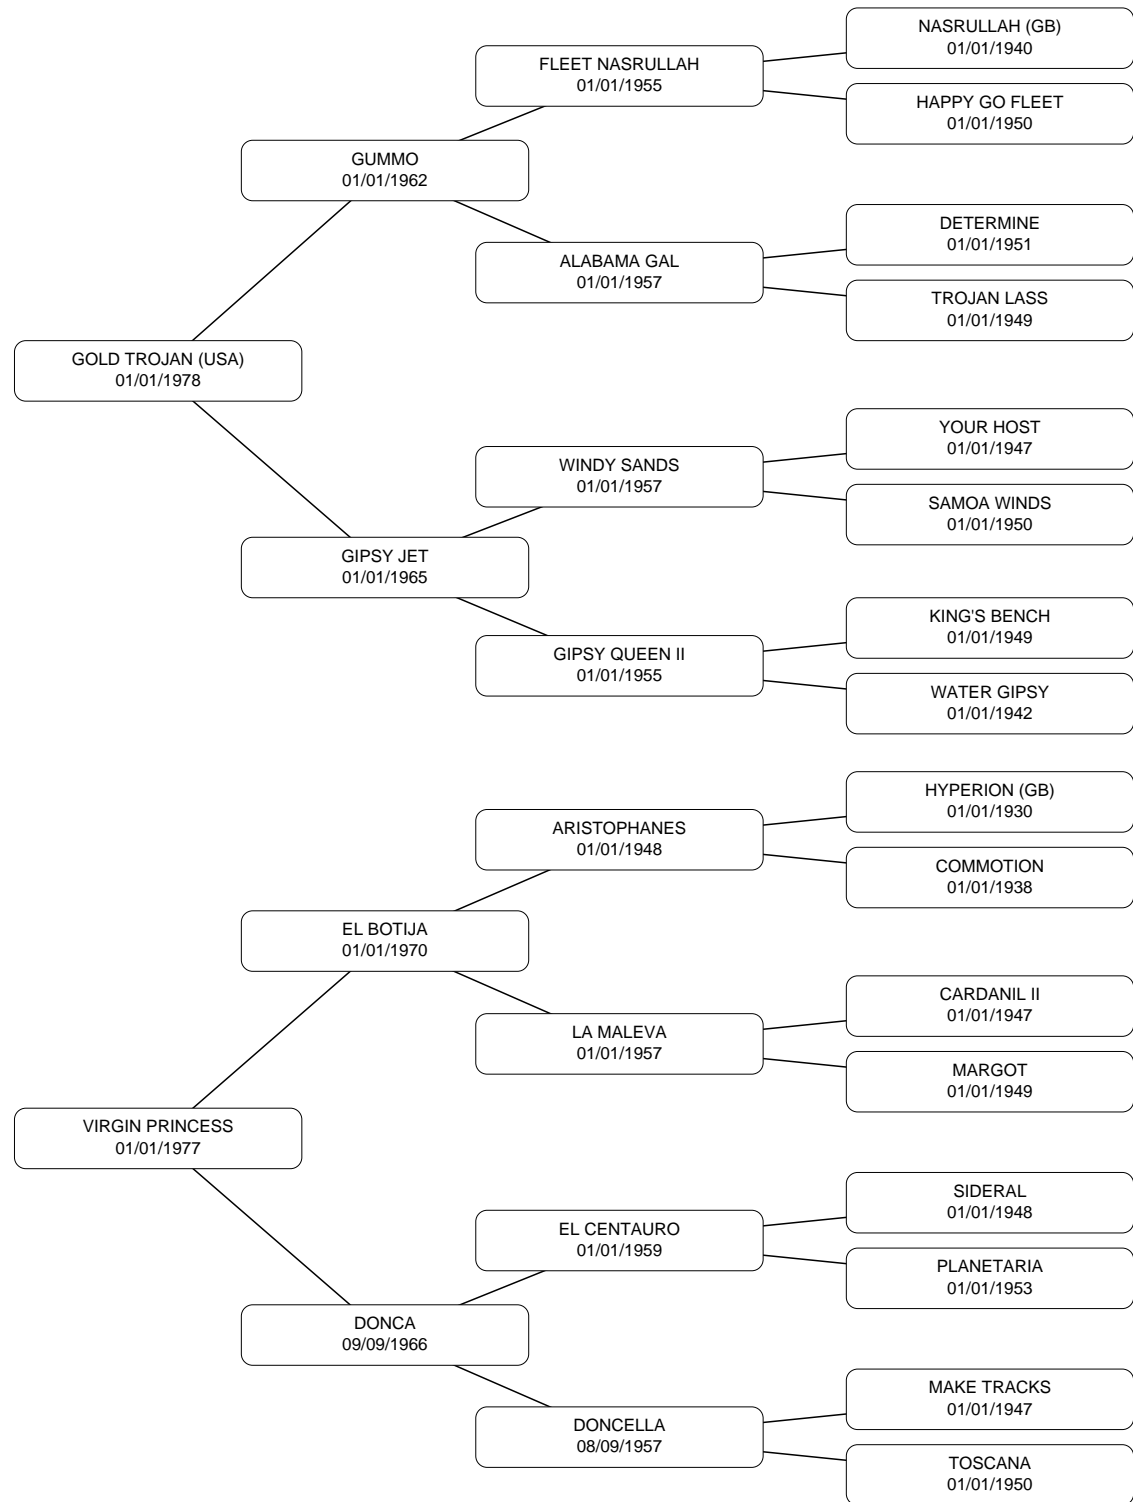 NASRULLAH (GB)
01/01/1940
FLEET NASRULLAH
01/01/1955
HAPPY GO FLEET
01/01/1950
GUMMO
01/01/1962
DETERMINE
01/01/1951
ALABAMA GAL
01/01/1957
TROJAN LASS
01/01/1949
GOLD TROJAN (USA)
01/01/1978
YOUR HOST
01/01/1947
WINDY SANDS
01/01/1957
SAMOA WINDS
01/01/1950
GIPSY JET
01/01/1965
KING'S BENCH
01/01/1949
GIPSY QUEEN II
01/01/1955
WATER GIPSY
01/01/1942
HYPERION (GB)
01/01/1930
ARISTOPHANES
01/01/1948
COMMOTION
01/01/1938
EL BOTIJA
01/01/1970
CARDANIL II
01/01/1947
LA MALEVA
01/01/1957
MARGOT
01/01/1949
VIRGIN PRINCESS
01/01/1977
SIDERAL
01/01/1948
EL CENTAURO
01/01/1959
PLANETARIA
01/01/1953
DONCA
09/09/1966
MAKE TRACKS
01/01/1947
DONCELLA
08/09/1957
TOSCANA
01/01/1950